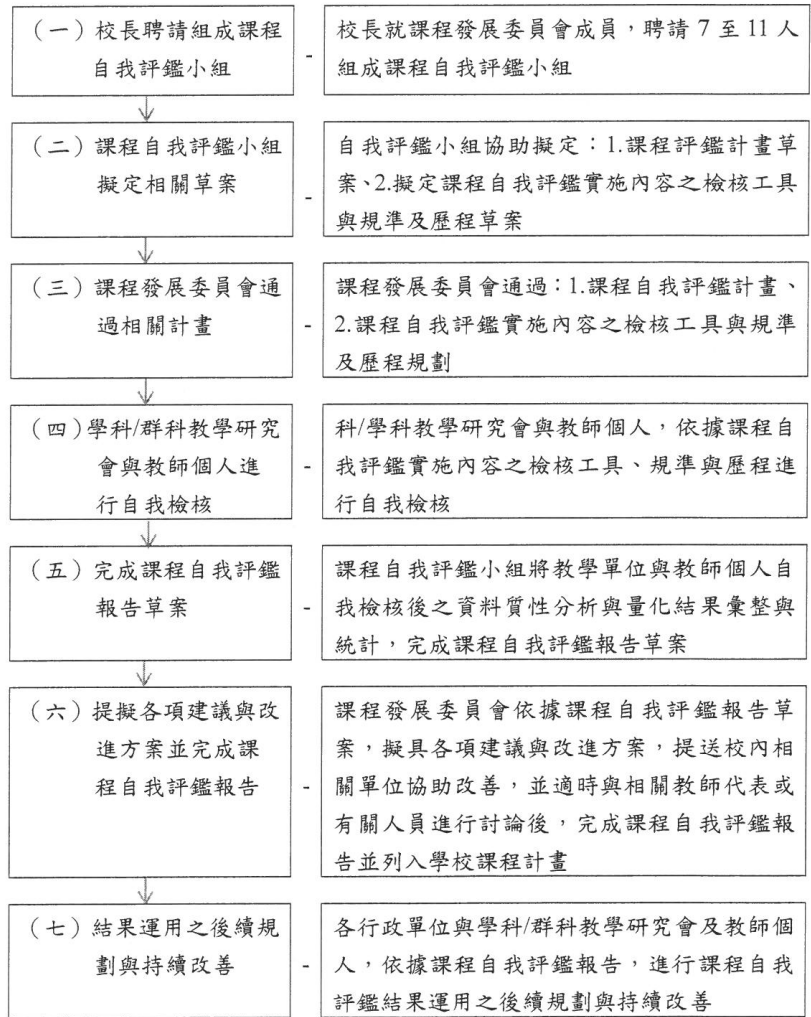 （一）校長聘請組成課程
自我評鑑小組
-
校長就課程發展委員會成員，聘請 7 至 11 人
組成課程自我評鑑小組
（二）課程自我評鑑小組
擬定相關草案
-
自我評鑑小組協助擬定：1.課程評鑑計畫草
案、2.擬定課程自我評鑑實施內容之檢核工具
與規準及歷程草案
（三）課程發展委員會通
過相關計畫
-
課程發展委員會通過：1.課程自我評鑑計畫、
2.課程自我評鑑實施內容之檢核工具與規準
及歷程規劃
（四）學科/群科教學研究
會與教師個人進
行自我檢核
-
科/學科教學研究會與教師個人，依據課程自
我評鑑實施內容之檢核工具、規準與歷程進
行自我檢核
（五）完成課程自我評鑑
報告草案
-
課程自我評鑑小組將教學單位與教師個人自
我檢核後之資料質性分析與量化結果彙整與
統計，完成課程自我評鑑報告草案
（六）提擬各項建議與改
進方案並完成課
程自我評鑑報告
-
課程發展委員會依據課程自我評鑑報告草
案，擬具各項建議與改進方案，提送校內相
關單位協助改善，並適時與相關教師代表或
有關人員進行討論後，完成課程自我評鑑報
告並列入學校課程計畫
（七）結果運用之後續規
劃與持續改善
-
各行政單位與學科/群科教學研究會及教師個
人，依據課程自我評鑑報告，進行課程自我
評鑑結果運用之後續規劃與持續改善